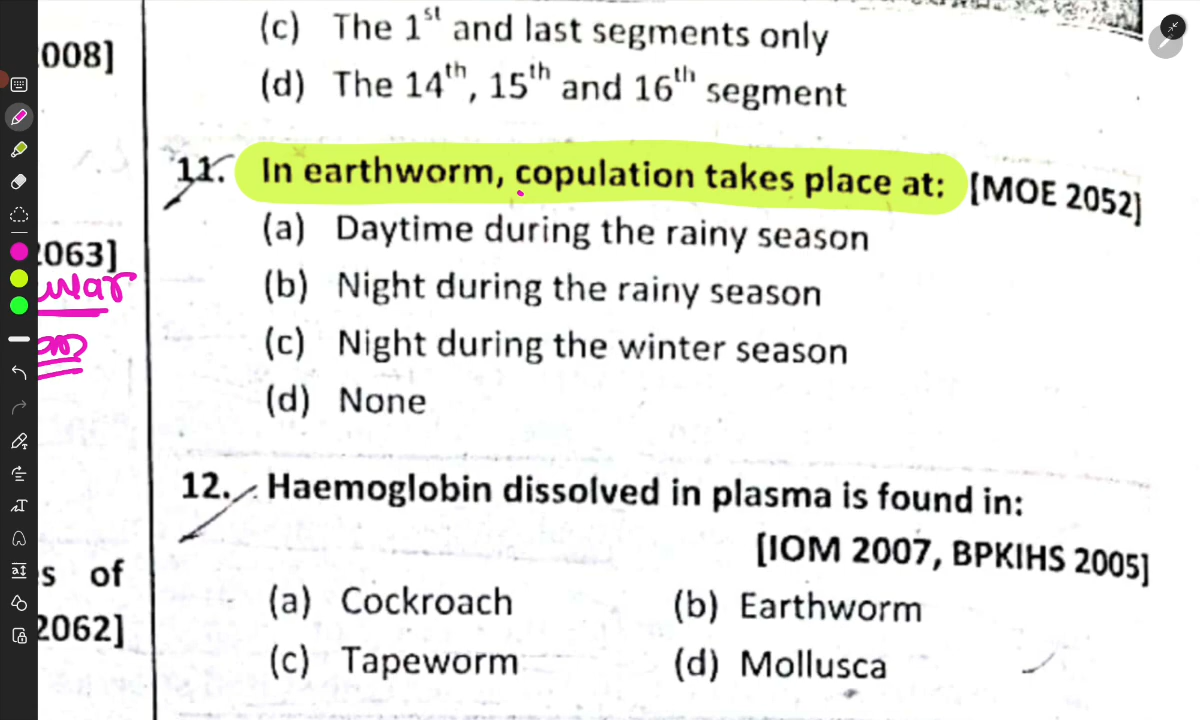 (c) The 1st and last segments only
008]
(d) The 14th, 15th and 16th segment
11. In earthworm, copulation takes place at: [MOE 2052]
(a) Daytime during the rainy season
2063]
(b) Night during the rainy season
(c) Night during the winter season
(d) None
12. Haemoglobin dissolved in plasma is found in:
[IOM 2007, BPKIHS 2005]
s of
(a) Cockroach (b) Earthworm
2062]
(c) Tapeworm (d) Mollusca